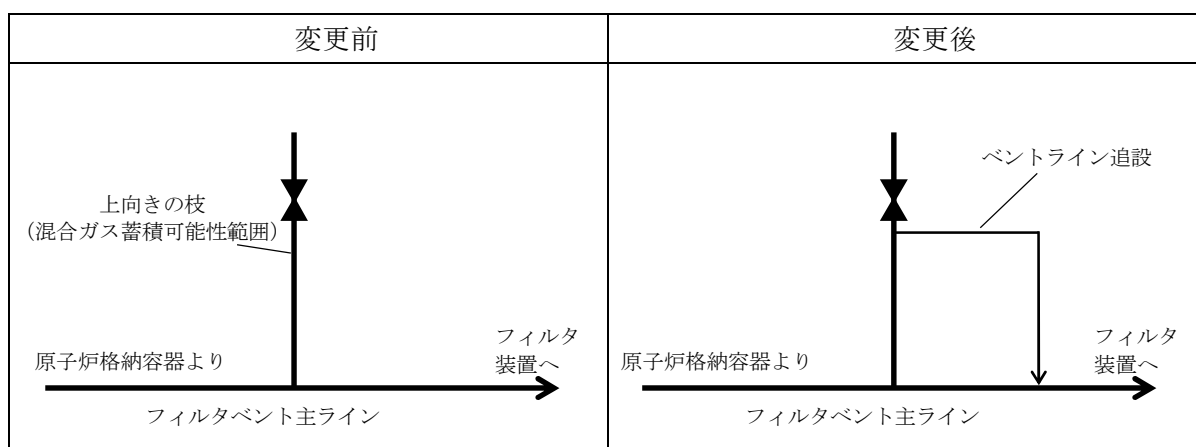 変更前
変更後
上向きの枝
（混合ガス蓄積可能性範囲）
原子炉格納容器より
フィルタ
装置へ
フィルタベント主ライン
ベントライン追設
原子炉格納容器より
フィルタ
装置へ
フィルタベント主ライン